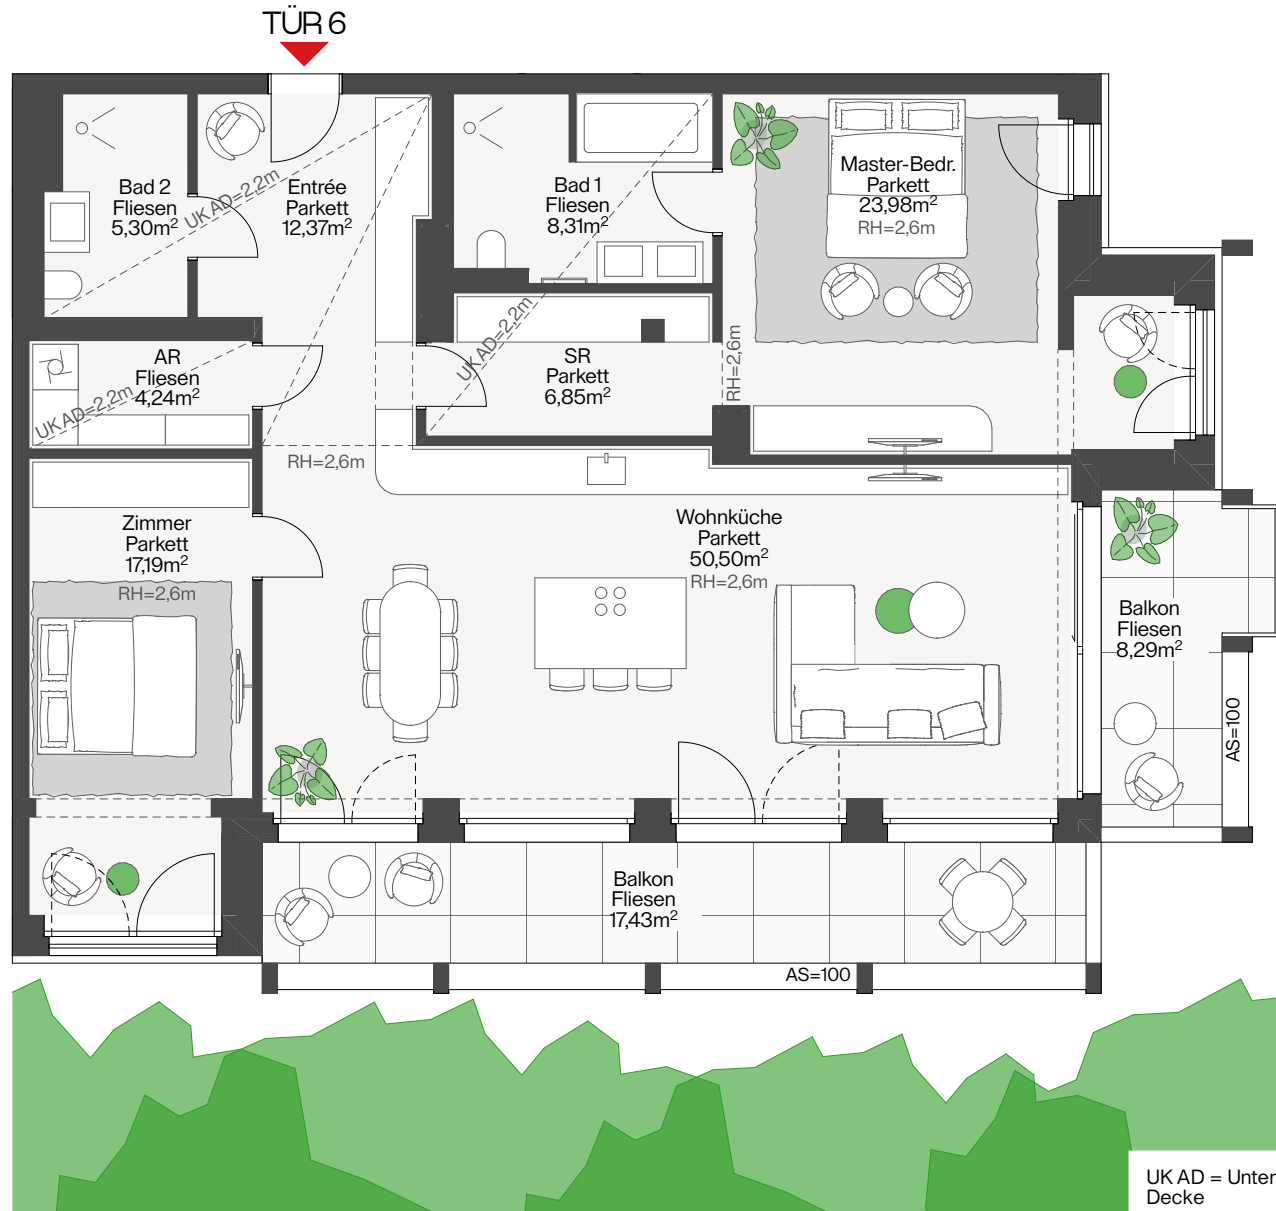 TÜR 6
Bad 2
Fliesen
5,30m²
UK AD=2,2m
Entrée
Parkett
12,37m²
Bad 1
Fliesen
8,31m²
Master-Bedr.
Parkett
23,98m²
RH=2,6m
AR
Fliesen
4,24m²
UK AD=2,2m
UK AD=2,2m
SR
Parkett
6,85m²
RH=2,6m
RH=2,6m
Zimmer
Parkett
17,19m²
RH=2,6m
Wohnküche
Parkett
50,50m²
RH=2,6m
Balkon
Fliesen
8,29m²
AS=100
Balkon
Fliesen
17,43m²
AS=100
UK AD = Unter
Decke